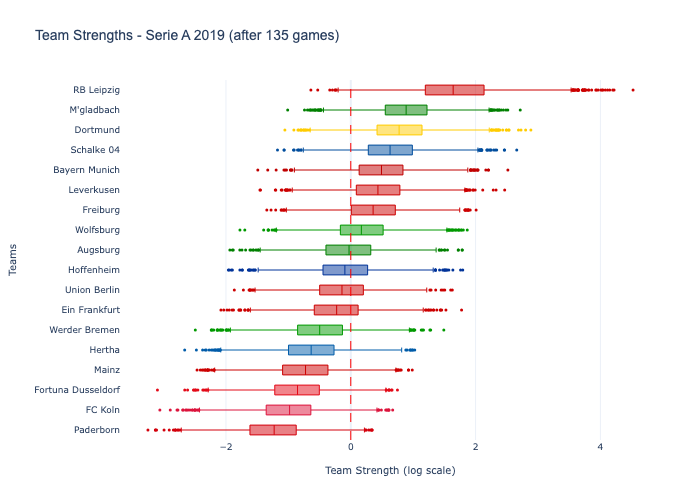 Team Strengths - Serie A 2019 (after 135 games)
RB Leipzig
M'gladbach
Dortmund
Schalke 04
Bayern Munich
Leverkusen
Freiburg
Wolfsburg
Augsburg
Hoffenheim
Union Berlin
Ein Frankfurt
Werder Bremen
Hertha
Mainz
Fortuna Dusseldorf
FC Koln
Paderborn
Teams
−2 0 2 4
Team Strength (log scale)